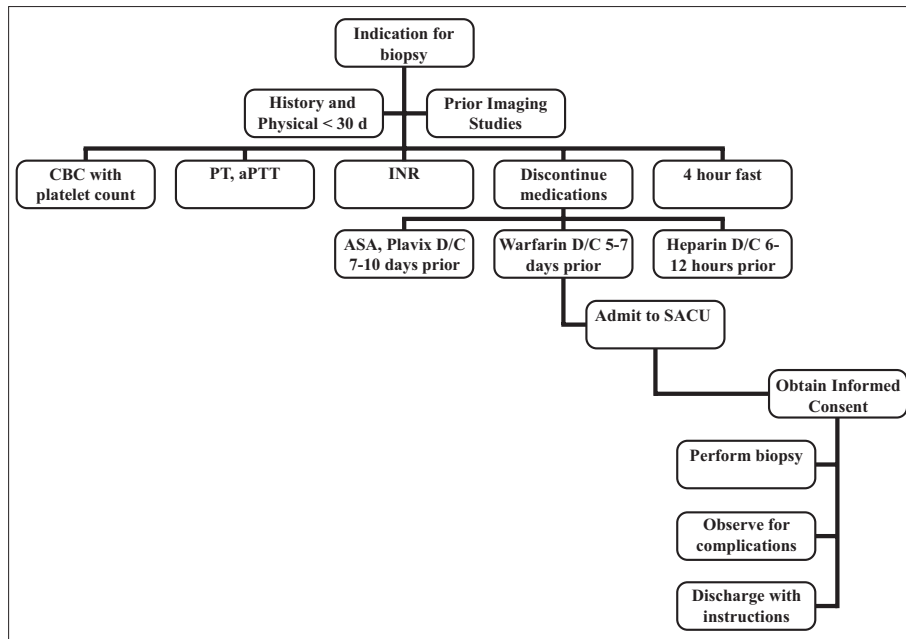 Indication for
biopsy
History and
Physical < 30 d
Prior Imaging
Studies
CBC with
platelet count
PT, aPTT
INR
Discontinue
medications
4 hour fast
ASA, Plavix D/C
7-10 days prior
Warfarin D/C 5-7
days prior
Heparin D/C 6-
12 hours prior
Admit to SACU
Obtain Informed
Consent
Perform biopsy
Observe for
complications
Discharge with
instructions